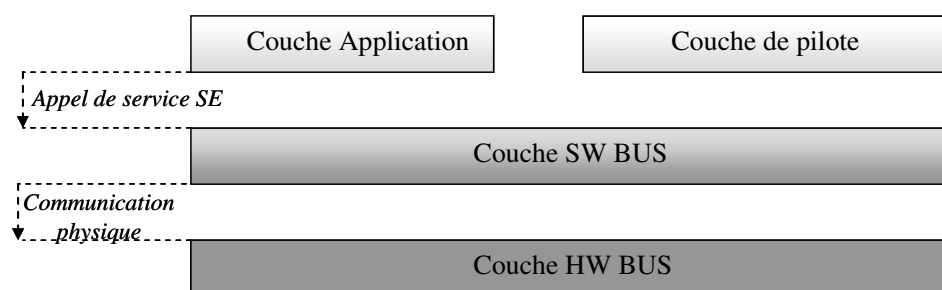 Couche Application
Couche de pilote
Appel de service SE
Couche SW BUS
Communication
physique
Couche HW BUS